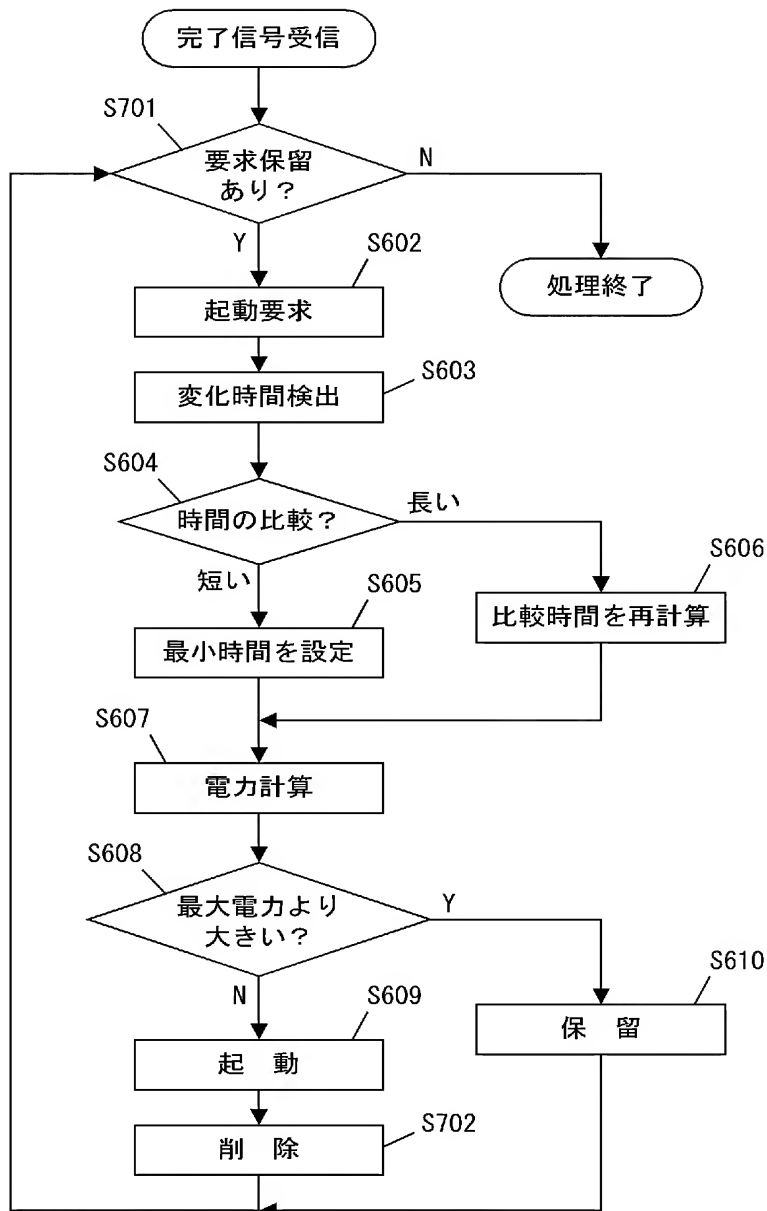 完了信号受信
S701
要求保留
あり？
N
Y
S602
処理終了
起動要求
S603
変化時間検出
S604
長い
時間の比較？
S606
短い
S605
比較時間を再計算
最小時間を設定
S607
電力計算
S608
最大電力より
大きい？
Y
S610
N
S609
保 留
起 動
S702
削 除